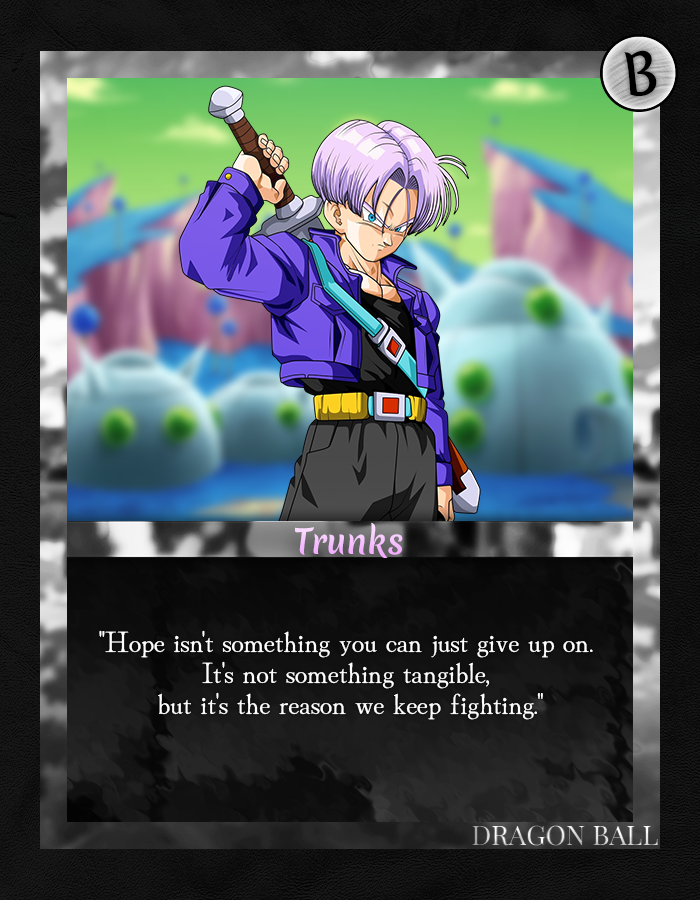 B
Trunks
"Hope isn't something you can just give up on.
It's not something tangible,
but it's the reason we keep fighting."
DRAGON BALL